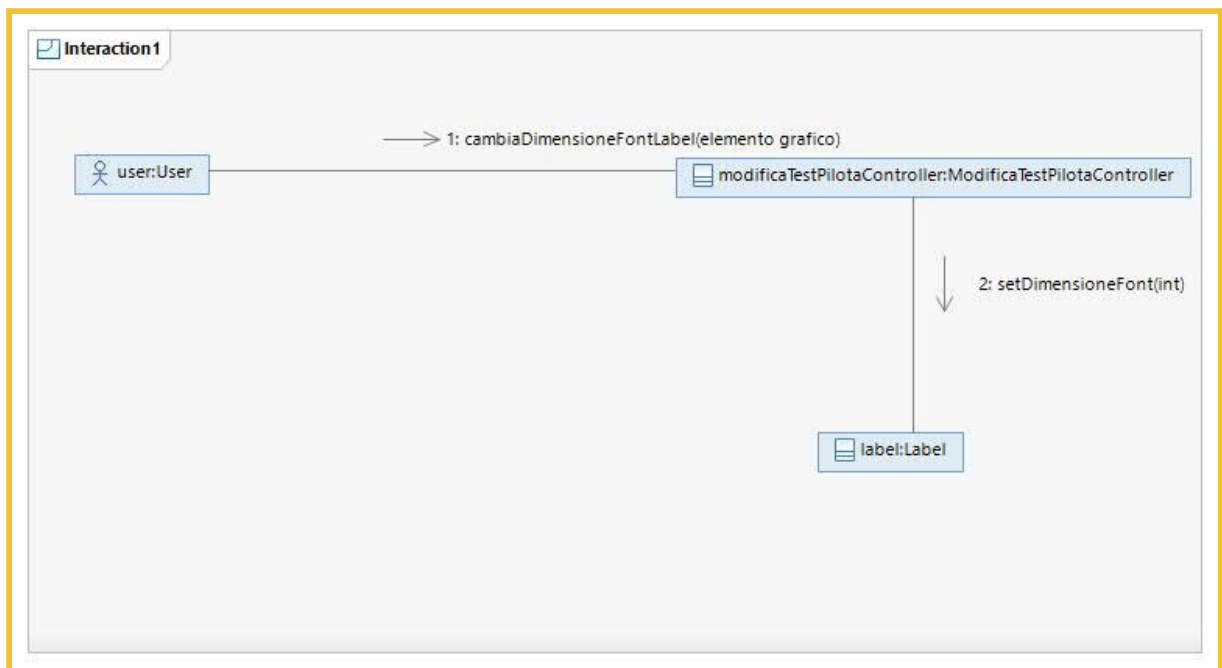 Interaction1
1: cambiaDimensioneFontLabel(elemento grafico)
user:User
modificaTestPilotaController:ModificaTestPilotaController
2: setDimensioneFont(int)
label:Label